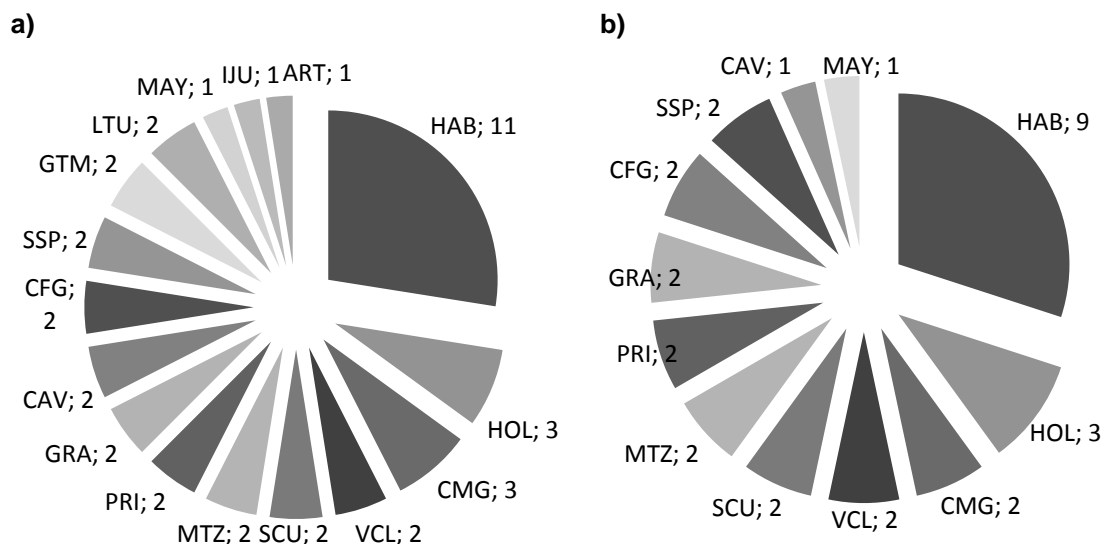 a)
HAB; 11
HOL; 3
CMG; 3
VCL; 2
SCU; 2
MTZ; 2
PRI; 2
GRA; 2
CAV; 2
CFG;
2
SSP; 2
GTM; 2
LTU; 2
MAY; 1
IJU; 1
ART; 1
b)
HAB; 9
HOL; 3
CMG; 2
VCL; 2
SCU; 2
MTZ; 2
PRI; 2
GRA; 2
CFG; 2
SSP; 2
CAV; 1
MAY; 1